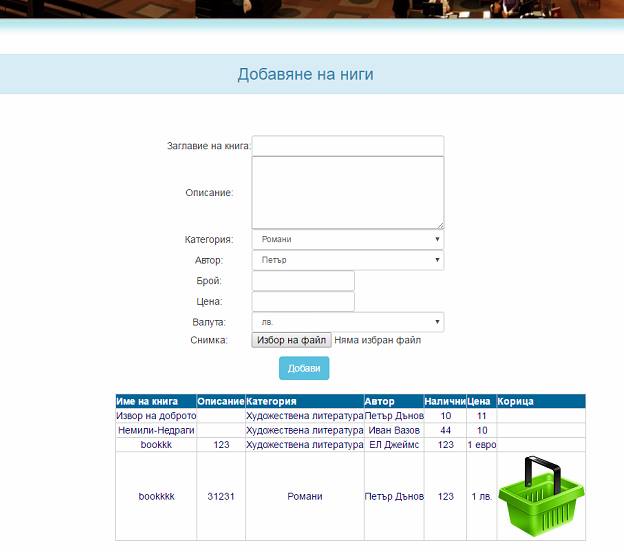 Добавяне на ниги
Заглавие на книга:
Описание:
Категория: Романи
Автор: Петър
Брой:
Цена:
Валута: лв.
Снимка: Избор на файл Няма избран файл
Добави
Име на книга Описание Категория Автор Налични Цена Корица
Извор на доброто Художествена литература Петър Дънов 10 11
Немили-Недраги Художествена литература Иван Вазов 44 10
bookkk 123 Художествена литература ЕЛ Джеймс 123 1 евро
bookkkk 31231 Романи Петър Дънов 123 1 лв.